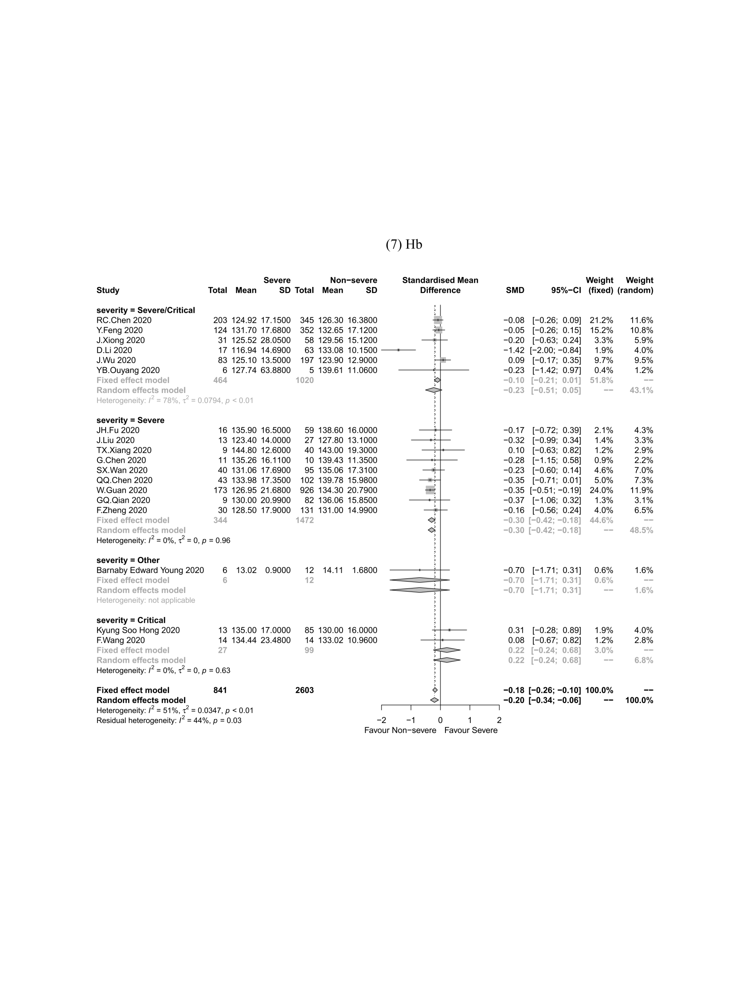 (7) Hb
Severe Non−severe Standardised Mean Weight Weight
Study Total Mean SD Total Mean SD Difference SMD 95%−CI (fixed) (random)
severity = Severe/Critical
RC.Chen 2020 203 124.92 17.1500 345 126.30 16.3800 −0.08 [−0.26; 0.09] 21.2% 11.6%
Y.Feng 2020 124 131.70 17.6800 352 132.65 17.1200 −0.05 [−0.26; 0.15] 15.2% 10.8%
J.Xiong 2020 31 125.52 28.0500 58 129.56 15.1200 −0.20 [−0.63; 0.24] 3.3% 5.9%
D.Li 2020 17 116.94 14.6900 63 133.08 10.1500 −1.42 [−2.00; −0.84] 1.9% 4.0%
J.Wu 2020 83 125.10 13.5000 197 123.90 12.9000 0.09 [−0.17; 0.35] 9.7% 9.5%
YB.Ouyang 2020 6 127.74 63.8800 5 139.61 11.0600 −0.23 [−1.42; 0.97] 0.4% 1.2%
Fixed effect model 464 1020 −0.10 [−0.21; 0.01] 51.8% −−
Random effects model −0.23 [−0.51; 0.05] −− 43.1%
Heterogeneity: I² = 78%, τ² = 0.0794, p < 0.01
severity = Severe
JH.Fu 2020 16 135.90 16.5000 59 138.60 16.0000 −0.17 [−0.72; 0.39] 2.1% 4.3%
J.Liu 2020 13 123.40 14.0000 27 127.80 13.1000 −0.32 [−0.99; 0.34] 1.4% 3.3%
TX.Xiang 2020 9 144.80 12.6000 40 143.00 19.3000 0.10 [−0.63; 0.82] 1.2% 2.9%
G.Chen 2020 11 135.26 16.1100 10 139.43 11.3500 −0.28 [−1.15; 0.58] 0.9% 2.2%
SX.Wan 2020 40 131.06 17.6900 95 135.06 17.3100 −0.23 [−0.60; 0.14] 4.6% 7.0%
QQ.Chen 2020 43 133.98 17.3500 102 139.78 15.9800 −0.35 [−0.71; 0.01] 5.0% 7.3%
W.Guan 2020 173 126.95 21.6800 926 134.30 20.7900 −0.35 [−0.51; −0.19] 24.0% 11.9%
GQ.Qian 2020 9 130.00 20.9900 82 136.06 15.8500 −0.37 [−1.06; 0.32] 1.3% 3.1%
F.Zheng 2020 30 128.50 17.9000 131 131.00 14.9900 −0.16 [−0.56; 0.24] 4.0% 6.5%
Fixed effect model 344 1472 −0.30 [−0.42; −0.18] 44.6% −−
Random effects model −0.30 [−0.42; −0.18] −− 48.5%
Heterogeneity: I² = 0%, τ² = 0, p = 0.96
severity = Other
Barnaby Edward Young 2020 6 13.02 0.9000 12 14.11 1.6800 −0.70 [−1.71; 0.31] 0.6% 1.6%
Fixed effect model 6 12 −0.70 [−1.71; 0.31] 0.6% −−
Random effects model −0.70 [−1.71; 0.31] −− 1.6%
Heterogeneity: not applicable
severity = Critical
Kyung Soo Hong 2020 13 135.00 17.0000 85 130.00 16.0000 0.31 [−0.28; 0.89] 1.9% 4.0%
F.Wang 2020 14 134.44 23.4800 14 133.02 10.9600 0.08 [−0.67; 0.82] 1.2% 2.8%
Fixed effect model 27 99 0.22 [−0.24; 0.68] 3.0% −−
Random effects model 0.22 [−0.24; 0.68] −− 6.8%
Heterogeneity: I² = 0%, τ² = 0, p = 0.63
Fixed effect model 841 2603 −0.18 [−0.26; −0.10] 100.0% −−
Random effects model −0.20 [−0.34; −0.06] −− 100.0%
Heterogeneity: I² = 51%, τ² = 0.0347, p < 0.01
Residual heterogeneity: I² = 44%, p = 0.03
−2 −1 0 1 2
Favour Non−severe Favour Severe